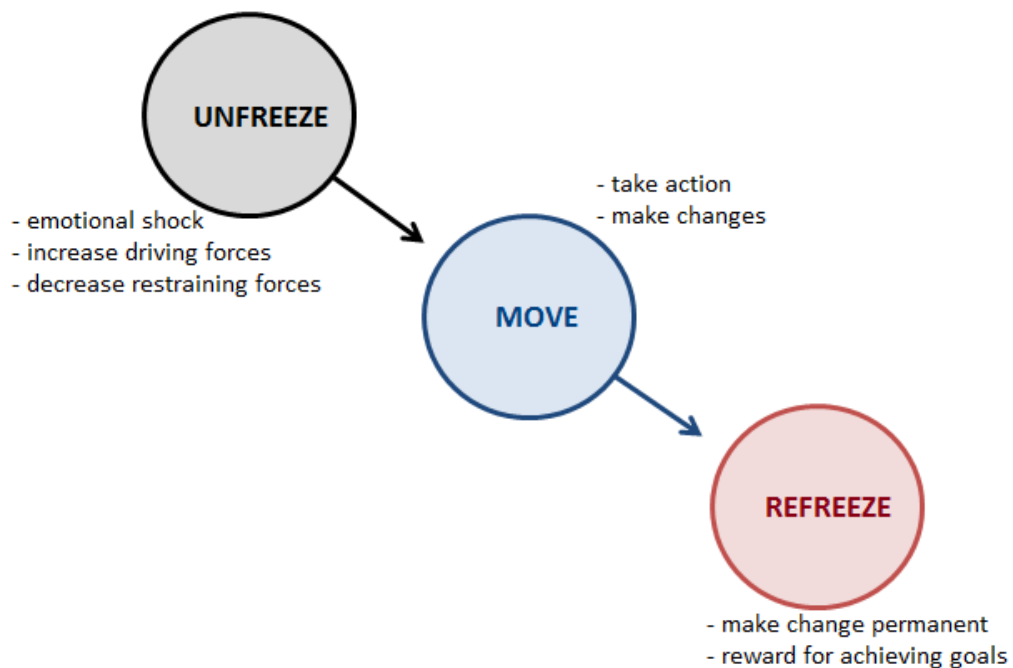 UNFREEZE
- emotional shock
- increase driving forces
- decrease restraining forces
- take action
- make changes
MOVE
REFREEZE
- make change permanent
- reward for achieving goals